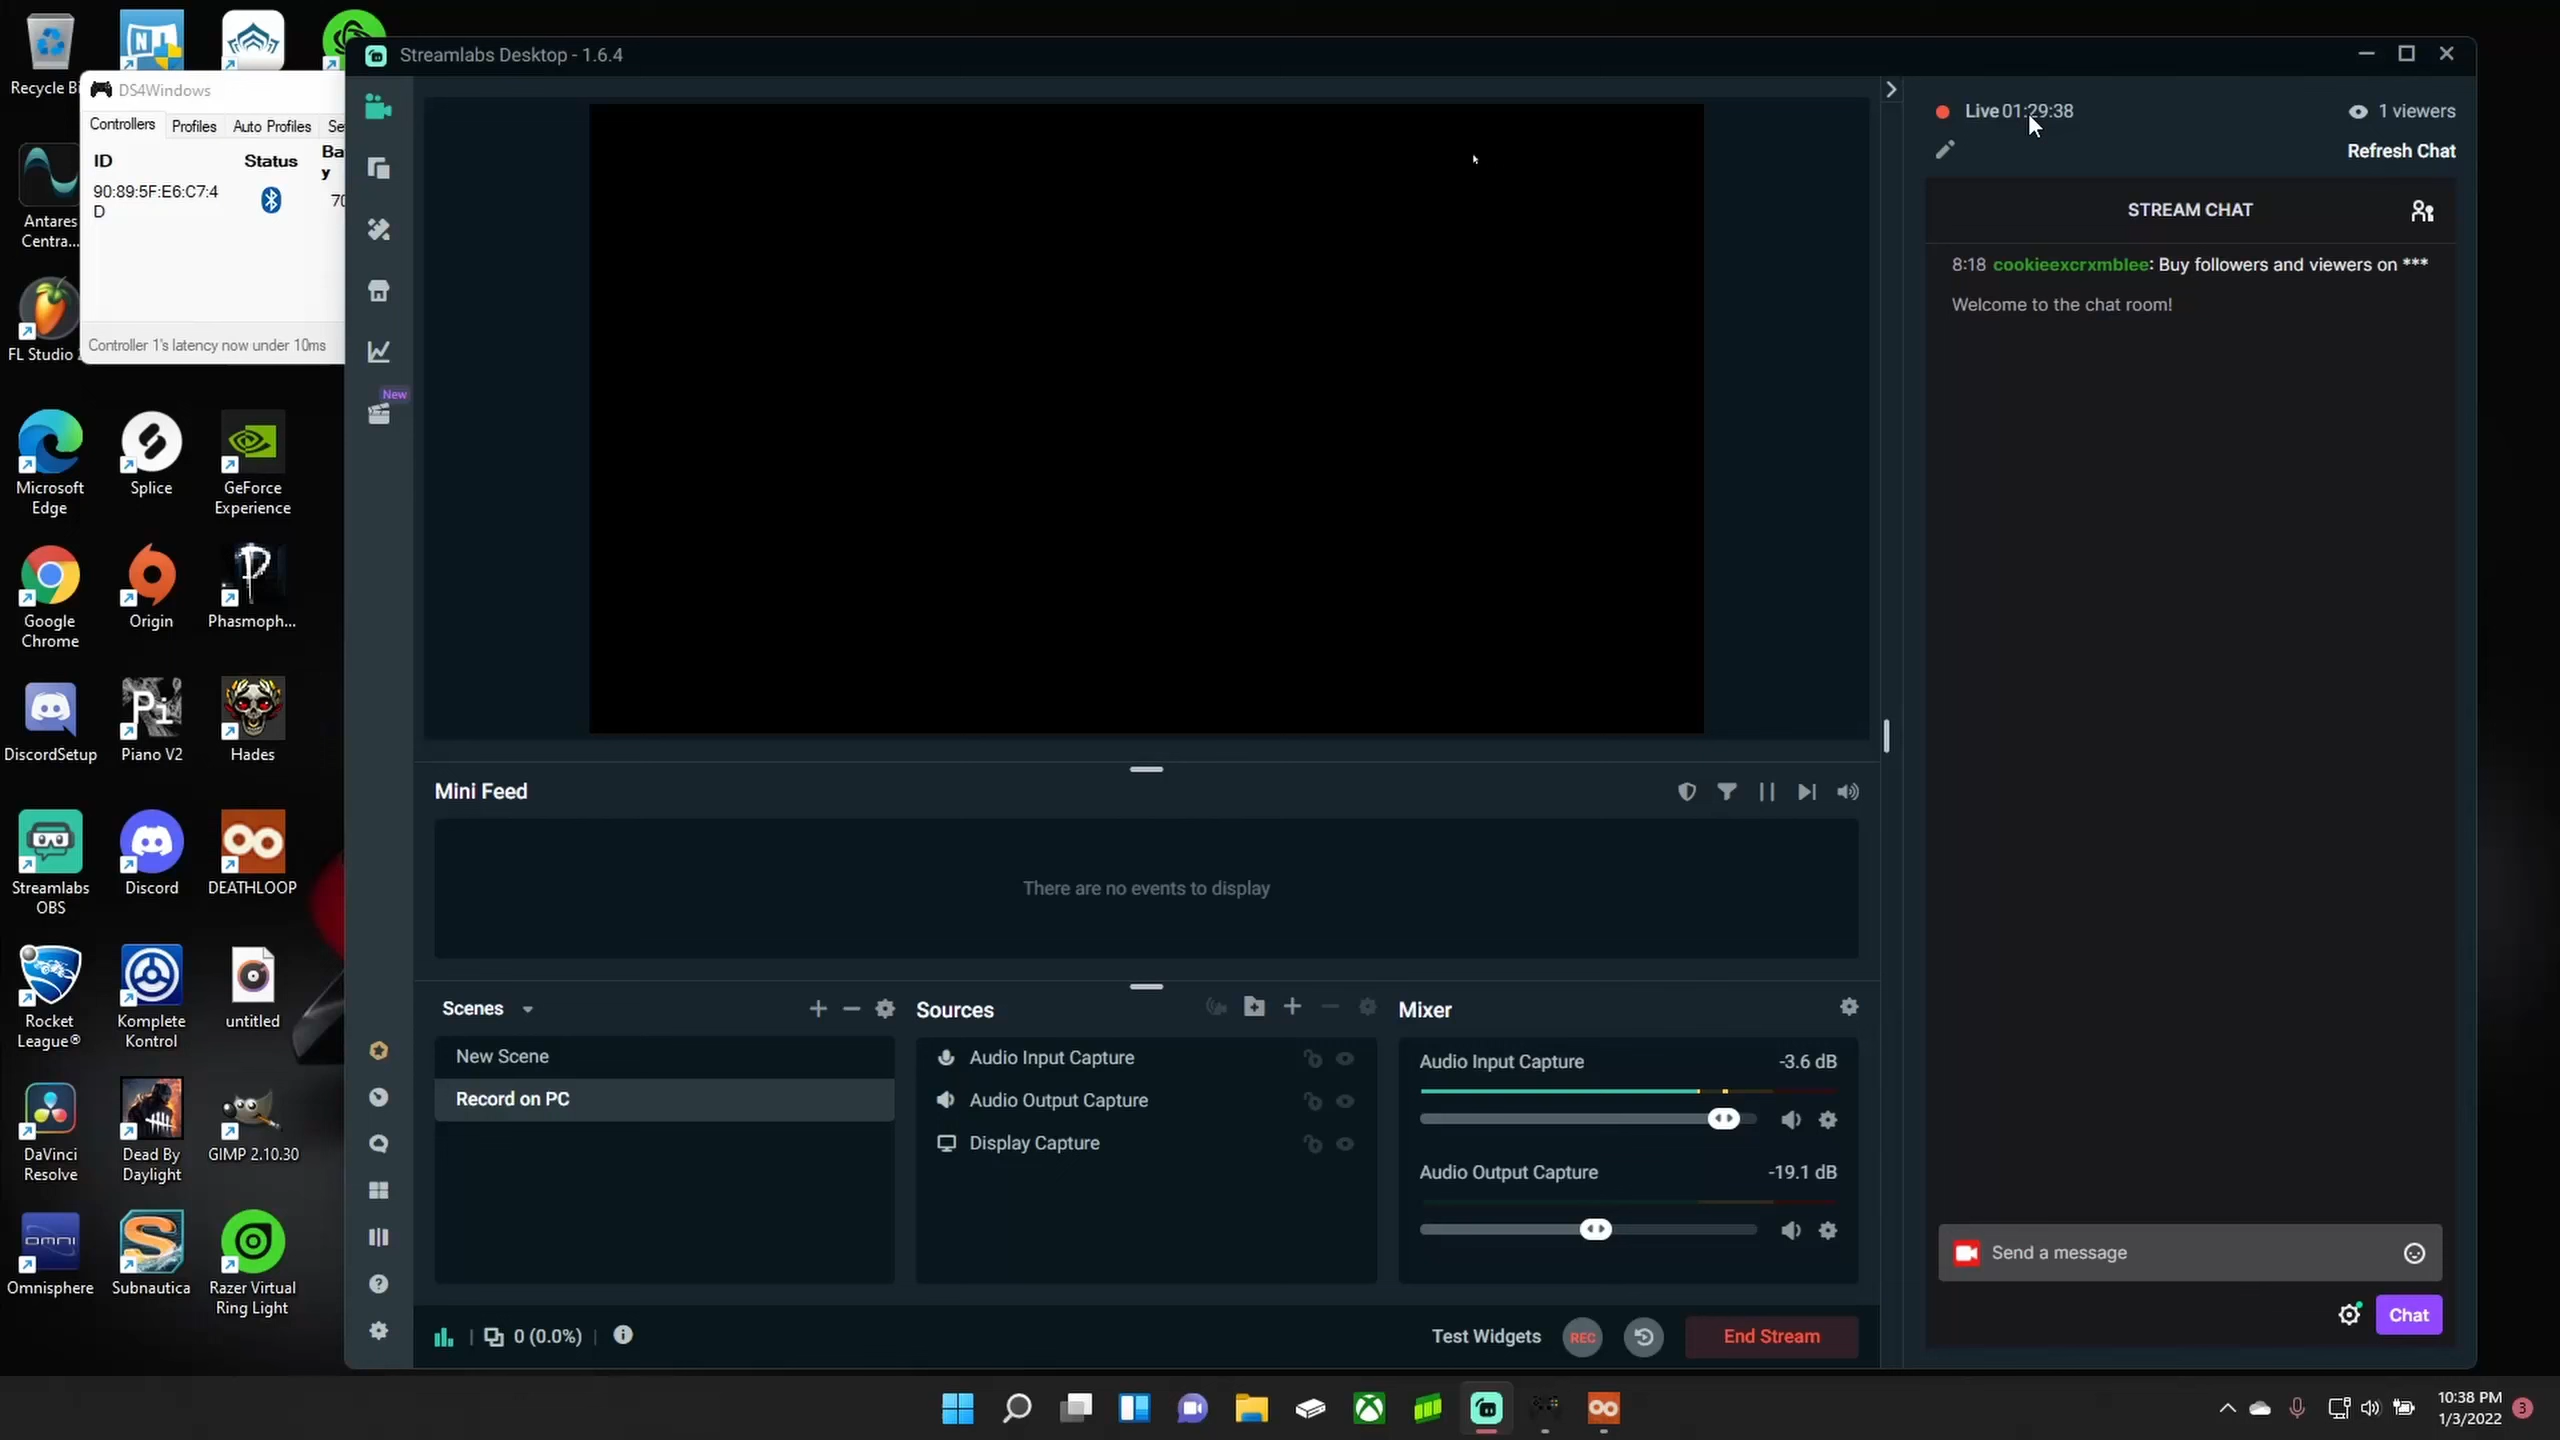 Streamlabs Desktop - 1.6.4
Recycle Bi
DS4Windows
Controllers
Profiles
Auto Profiles
Se
ID
Status
Ba
y
90:89:5F:E6:C7:4
D
70
Controller 1's latency now under 10ms
Antares
Centra...
FL Studio
Microsoft
Edge
Splice
GeForce
Experience
Google
Chrome
Origin
Phasmoph...
DiscordSetup
Pi
Piano V2
Hades
Streamlabs
OBS
Discord
DEATHLOOP
Rocket
League®
Komplete
Kontrol
untitled
DaVinci
Resolve
Dead By
Daylight
GIMP 2.10.30
OMNI
Omnisphere
Subnautica
Razer Virtual
Ring Light
New
Live 01:29:38
1 viewers
Refresh Chat
STREAM CHAT
8:18 cookieexcrxmblee: Buy followers and viewers on ***
Welcome to the chat room!
Mini Feed
There are no events to display
Scenes
New Scene
Record on PC
Sources
Audio Input Capture
Audio Output Capture
Display Capture
Mixer
Audio Input Capture
-3.6 dB
Audio Output Capture
-19.1 dB
0 (0.0%)
Test Widgets
REC
End Stream
Send a message
Chat
10:38 PM
1/3/2022
3